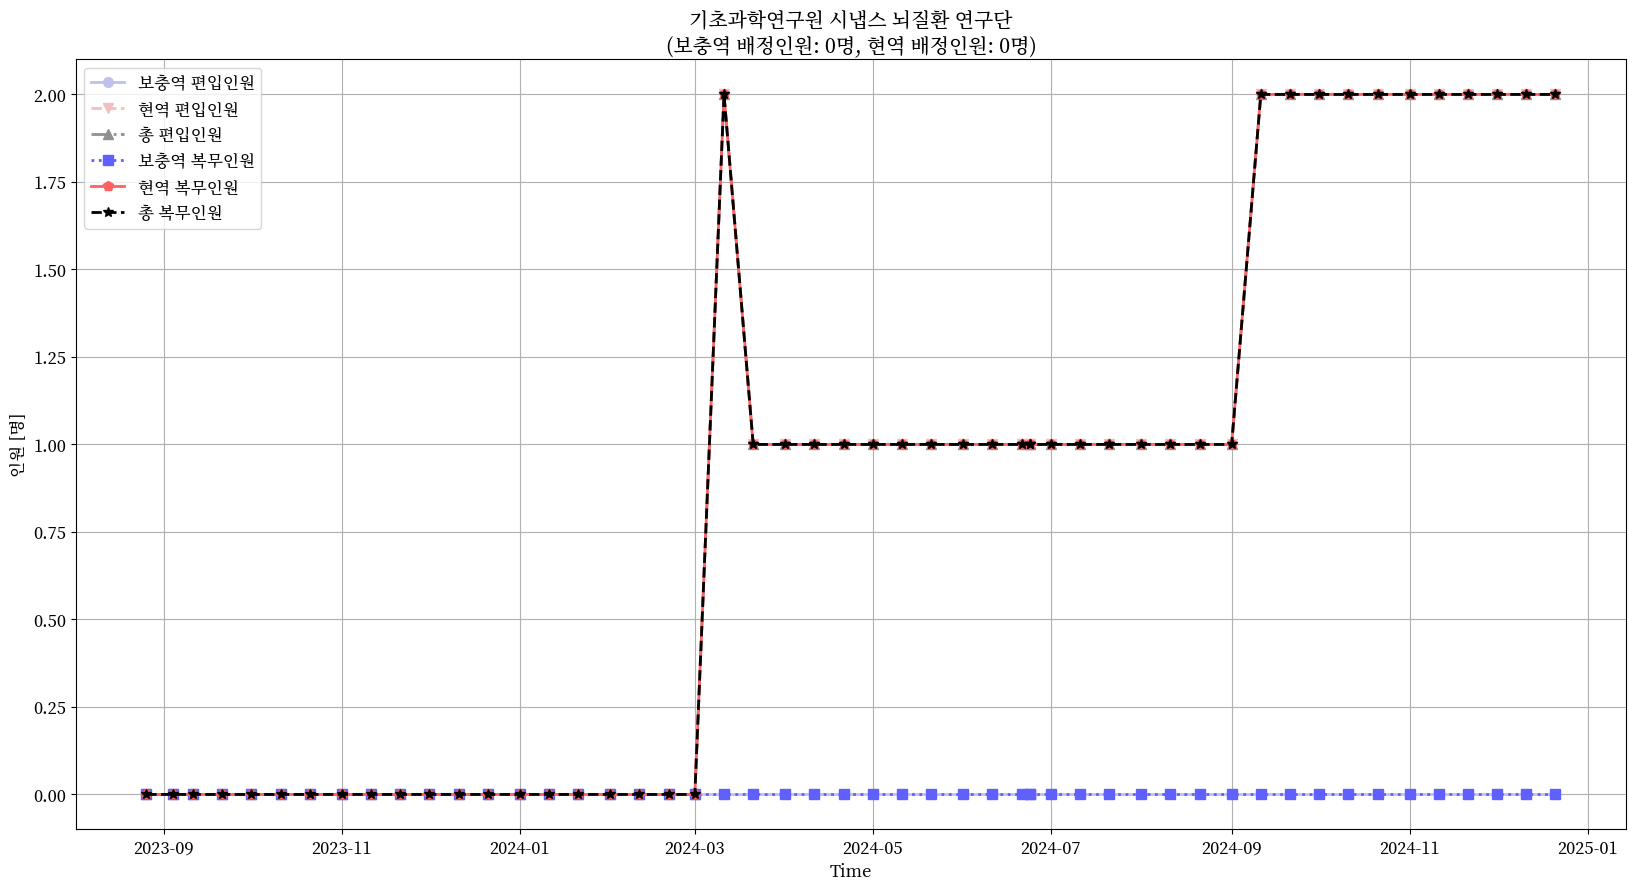 기초과학연구원 시냅스 뇌질환 연구단
(보충역 배정인원: 0명, 현역 배정인원: 0명)
보충역 편입인원
현역 편입인원
총 편입인원
보충역 복무인원
현역 복무인원
총 복무인원
2.00
1.75
1.50
1.25
1.00
0.75
0.50
0.25
0.00
인원 [명]
2023-09 2023-11 2024-01 2024-03 2024-05 2024-07 2024-09 2024-11 2025-01
Time